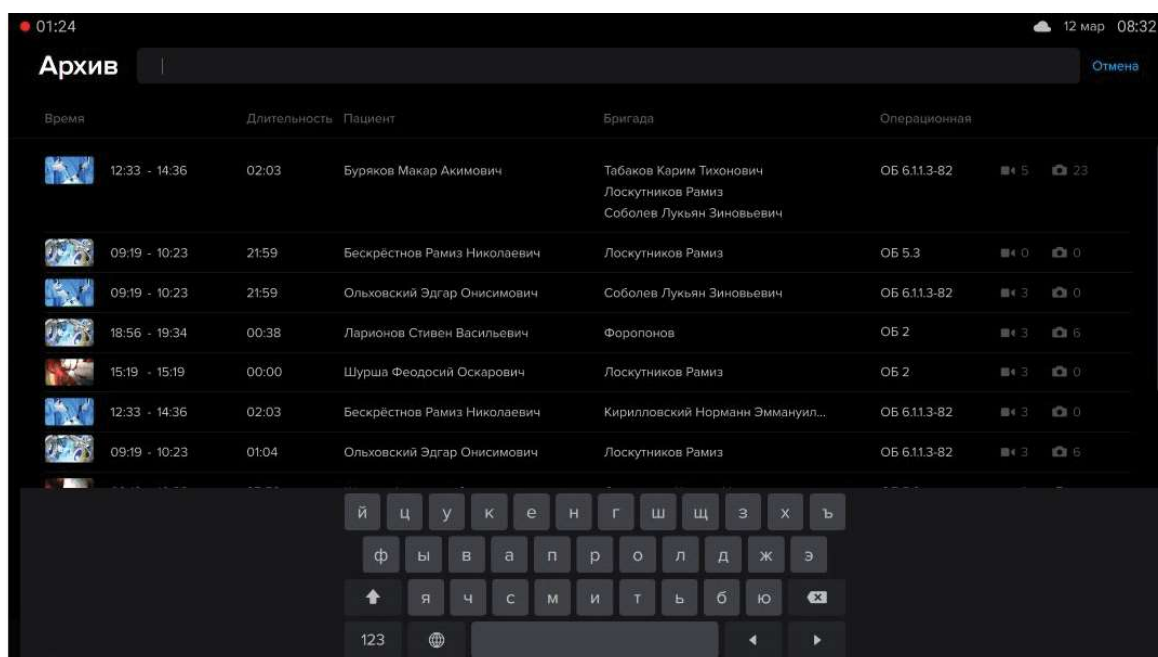 01:24 12 мар 08:32
Архив Отмена
Время Длительность Пациент Бригада Операционная
12:33 - 14:36 02:03 Буряков Макар Акимович Табаков Карим Тихонович ОБ 6.1.1.3-82 5 23
Лоскутников Рамиз
Соболев Лукьян Зиновьевич
09:19 - 10:23 21:59 Бескрёстнов Рамиз Николаевич Лоскутников Рамиз ОБ 5.3 0 0
09:19 - 10:23 21:59 Ольховский Эдгар Онисимович Соболев Лукьян Зиновьевич ОБ 6.1.1.3-82 3 0
18:56 - 19:34 00:38 Ларионов Стивен Васильевич Форопонов ОБ 2 3 6
15:19 - 15:19 00:00 Шурша Феодосий Оскарович Лоскутников Рамиз ОБ 2 3 0
12:33 - 14:36 02:03 Бескрёстнов Рамиз Николаевич Кирилловский Норманн Эммануил... ОБ 6.1.1.3-82 3 0
09:19 - 10:23 01:04 Ольховский Эдгар Онисимович Лоскутников Рамиз ОБ 6.1.1.3-82 3 6
й ц у к е н г ш щ з х ъ
ф ы в а п р о л д ж э
я ч с м и т ь б ю
123